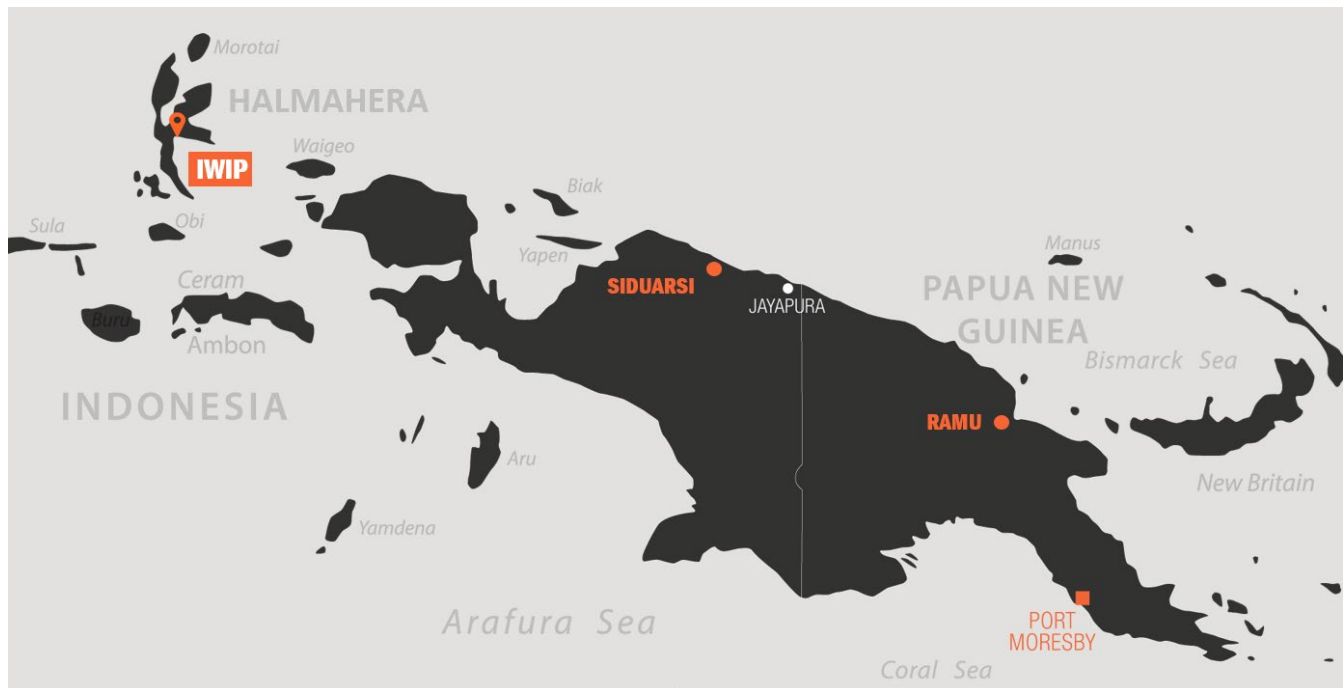 Morotai
HALMAHERA
IWIP
Waigeo
Biak
Sula
Obi
Yapen
Manus
Ceram
SIDUARSI
JAYAPURA
PAPUA NEW
GUINEA
Buru
Ambon
Bismarck Sea
INDONESIA
RAMU
Aru
New Britain
Yamdena
Arafura Sea
PORT
MORESBY
Coral Sea